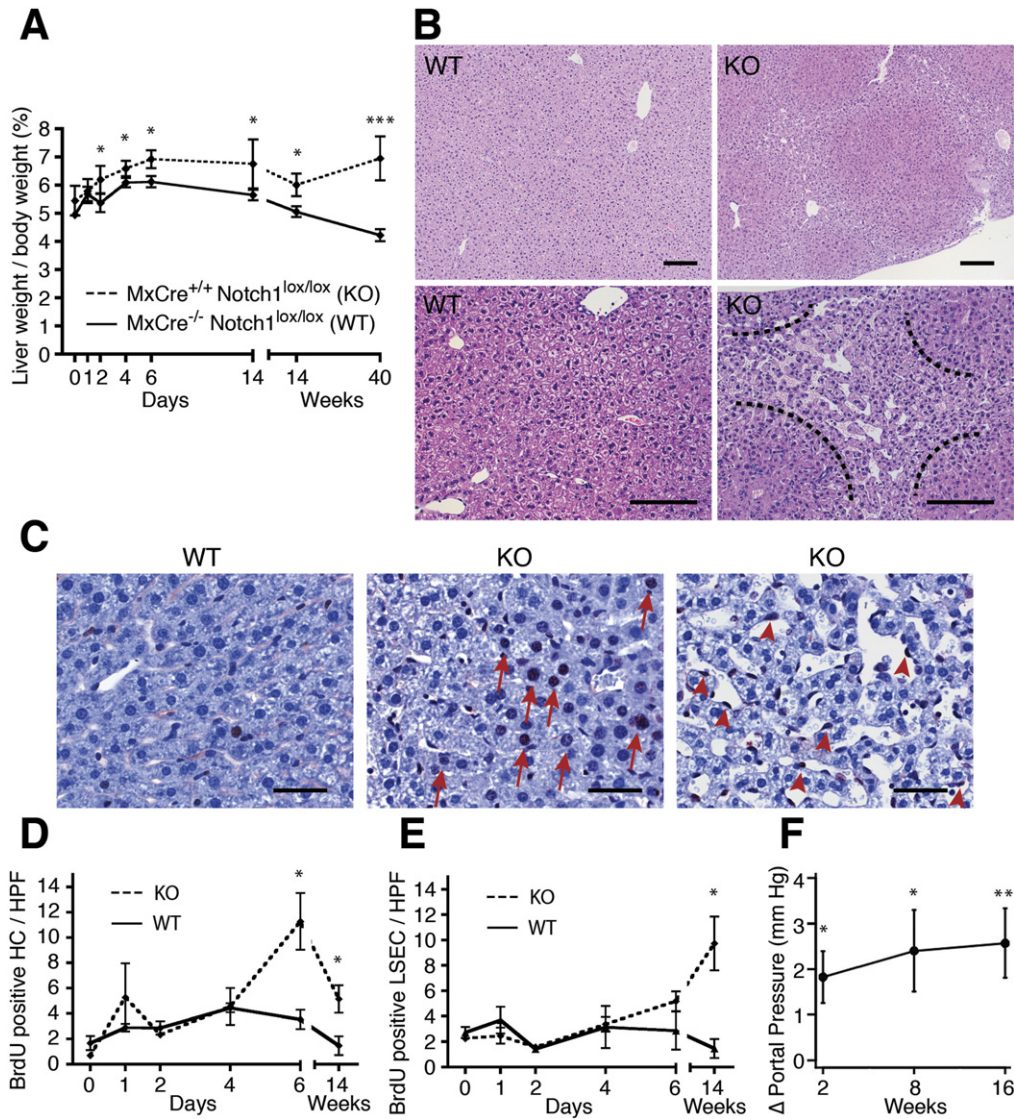 A
Liver weight / body weight (%)
8
7
6
5
4
3
2
1
0
* * * * * ***
MxCre+/+ Notch1lox/lox (KO)
MxCre-/- Notch1lox/lox (WT)
0 1 2 4 6 14 14 40
Days Weeks
B
WT KO
WT KO
C
WT KO KO
D
BrdU positive HC / HPF
14
12
10
8
6
4
2
0
KO
WT
* *
0 1 2 4 6 14
Days Weeks
E
BrdU positive LSEC / HPF
14
12
10
8
6
4
2
0
KO
WT
*
0 1 2 4 6 14
Days Weeks
F
Δ Portal Pressure (mm Hg)
4
3
2
1
0
* * **
2 8 16
Weeks